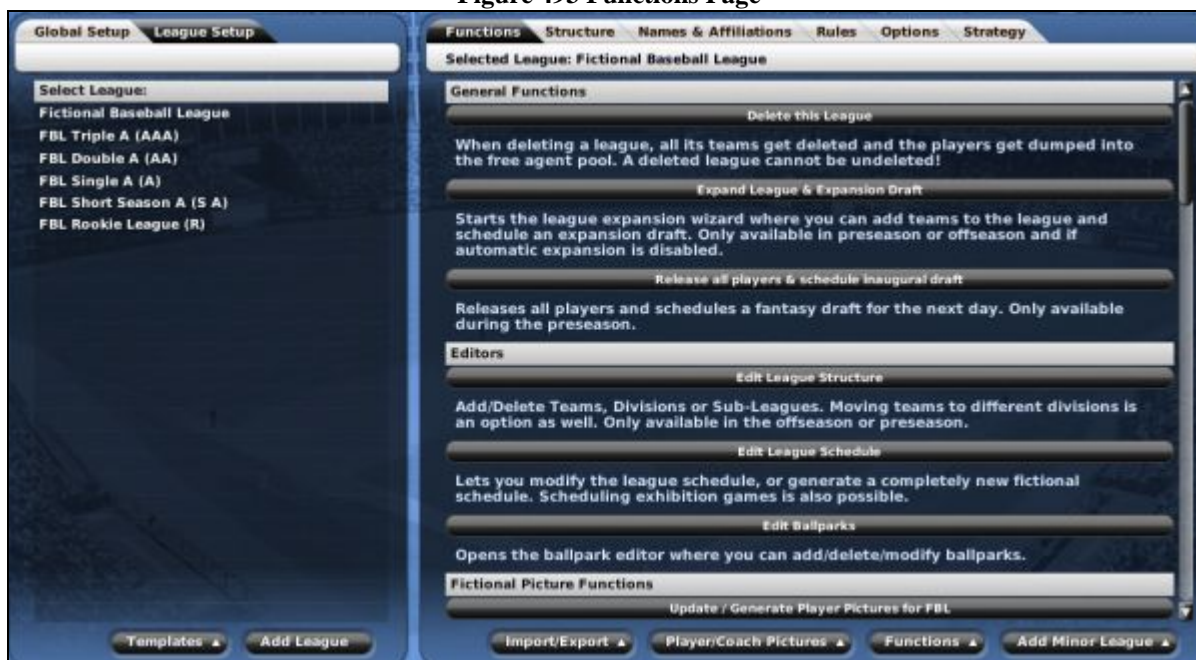 Figure 493 Functions Page
Global Setup League Setup
Select League:
Fictional Baseball League
FBL Triple A (AAA)
FBL Double A (AA)
FBL Single A (A)
FBL Short Season A (S A)
FBL Rookie League (R)
Templates Add League
Functions Structure Names & Affiliations Rules Options Strategy
Selected League: Fictional Baseball League
General Functions
Delete this League
When deleting a league, all its teams get deleted and the players get dumped into
the free agent pool. A deleted league cannot be undeleted!
Expand League & Expansion Draft
Starts the league expansion wizard where you can add teams to the league and
schedule an expansion draft. Only available in preseason or offseason and if
automatic expansion is disabled.
Release all players & schedule inaugural draft
Releases all players and schedules a fantasy draft for the next day. Only available
during the preseason.
Editors
Edit League Structure
Add/Delete Teams, Divisions or Sub-Leagues. Moving teams to different divisions is
an option as well. Only available in the offseason or preseason.
Edit League Schedule
Lets you modify the league schedule, or generate a completely new fictional
schedule. Scheduling exhibition games is also possible.
Edit Ballparks
Opens the ballpark editor where you can add/delete/modify ballparks.
Fictional Picture Functions
Update / Generate Player Pictures for FBL
Import/Export Player/Coach Pictures Functions Add Minor League